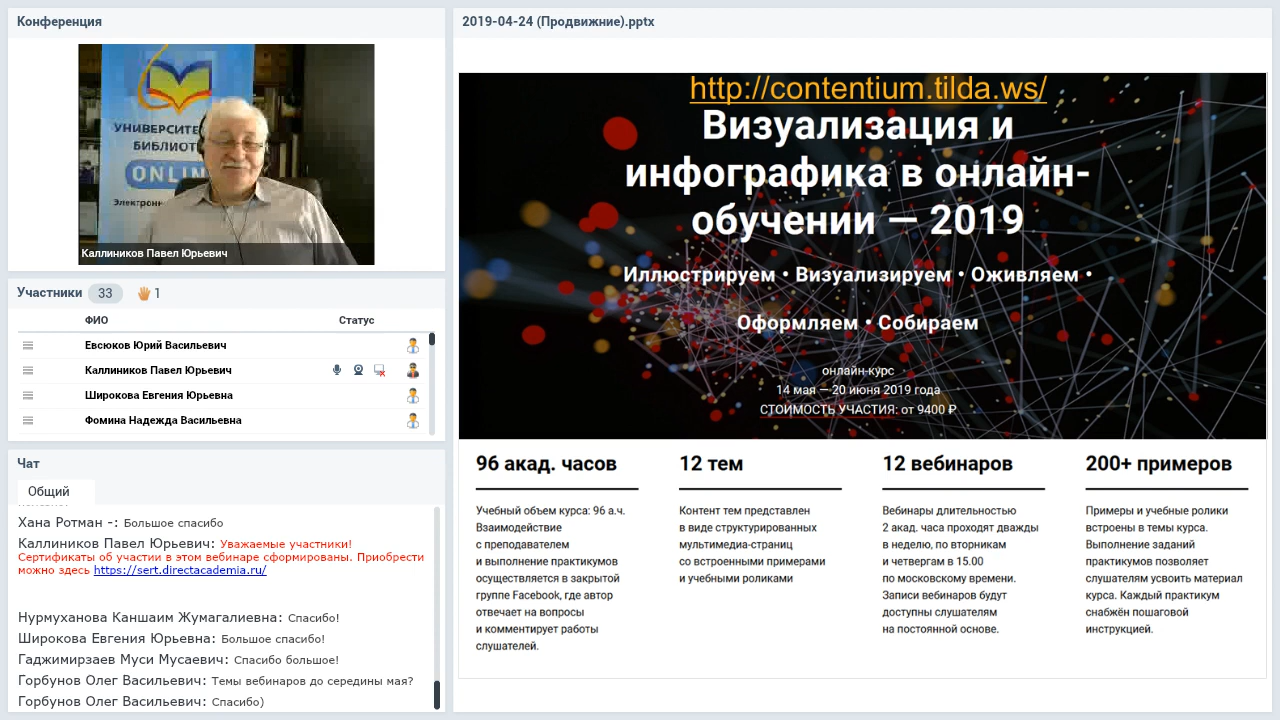 Конференция
УНИВЕРСИТЕ
БИБЛИОТ
ONLIN
Электронн
Каллиников Павел Юрьевич
Участники 33 1
ФИО Статус
Евсюков Юрий Васильевич
Каллиников Павел Юрьевич
Широкова Евгения Юрьевна
Фомина Надежда Васильевна
Чат
Общий
Хана Ротман -: Большое спасибо
Каллиников Павел Юрьевич: Уважаемые участники!
Сертификаты об участии в этом вебинаре сформированы. Приобрести
можно здесь https://sert.directacademia.ru/
Нурмуханова Каншаим Жумагалиевна: Спасибо!
Широкова Евгения Юрьевна: Большое спасибо!
Гаджимирзаев Муси Мусаевич: Спасибо большое!
Горбунов Олег Васильевич: Темы вебинаров до середины мая?
Горбунов Олег Васильевич: Спасибо)
2019-04-24 (Продвижние).pptx
http://contentium.tilda.ws/
Визуализация и
инфографика в онлайн-
обучении — 2019
Иллюстрируем • Визуализируем • Оживляем •
Оформляем • Собираем
онлайн-курс
14 мая — 20 июня 2019 года
СТОИМОСТЬ УЧАСТИЯ: от 9400 ₽
96 акад. часов
Учебный объем курса: 96 а.ч.
Взаимодействие
с преподавателем
и выполнение практикумов
осуществляется в закрытой
группе Facebook, где автор
отвечает на вопросы
и комментирует работы
слушателей.
12 тем
Контент тем представлен
в виде структурированных
мультимедиа-страниц
со встроенными примерами
и учебными роликами
12 вебинаров
Вебинары длительностью
2 акад. часа проходят дважды
в неделю, по вторникам
и четвергам в 15.00
по московскому времени.
Записи вебинаров будут
доступны слушателям
на постоянной основе.
200+ примеров
Примеры и учебные ролики
встроены в темы курса.
Выполнение заданий
практикумов позволяет
слушателям усвоить материал
курса. Каждый практикум
снабжён пошаговой
инструкцией.